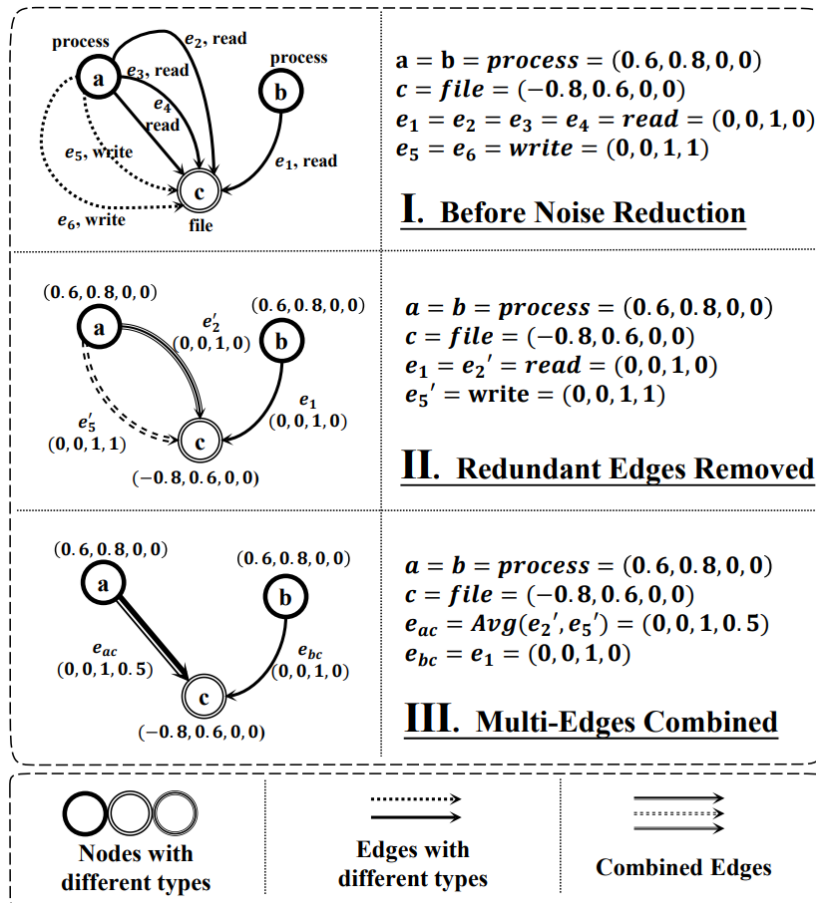 process
e₂, read
process
a
e₃, read
b
e₄
read
e₅, write
e₁, read
c
e₆, write
file
a = b = process = (0.6,0.8,0,0)
c = file = (−0.8,0.6,0,0)
e₁ = e₂ = e₃ = e₄ = read = (0,0,1,0)
e₅ = e₆ = write = (0,0,1,1)
I. Before Noise Reduction
(0.6,0.8,0,0)
(0.6,0.8,0,0)
a
e₂′
(0,0,1,0)
b
e₅′
(0,0,1,1)
e₁
(0,0,1,0)
c
(−0.8,0.6,0,0)
a = b = process = (0.6,0.8,0,0)
c = file = (−0.8,0.6,0,0)
e₁ = e₂′ = read = (0,0,1,0)
e₅′ = write = (0,0,1,1)
II. Redundant Edges Removed
(0.6,0.8,0,0)
(0.6,0.8,0,0)
a
b
e_ac
(0,0,1,0.5)
e_bc
(0,0,1,0)
c
(−0.8,0.6,0,0)
a = b = process = (0.6,0.8,0,0)
c = file = (−0.8,0.6,0,0)
e_ac = Avg(e₂′,e₅′) = (0,0,1,0.5)
e_bc = e₁ = (0,0,1,0)
III. Multi-Edges Combined
Nodes with
different types
Edges with
different types
Combined Edges